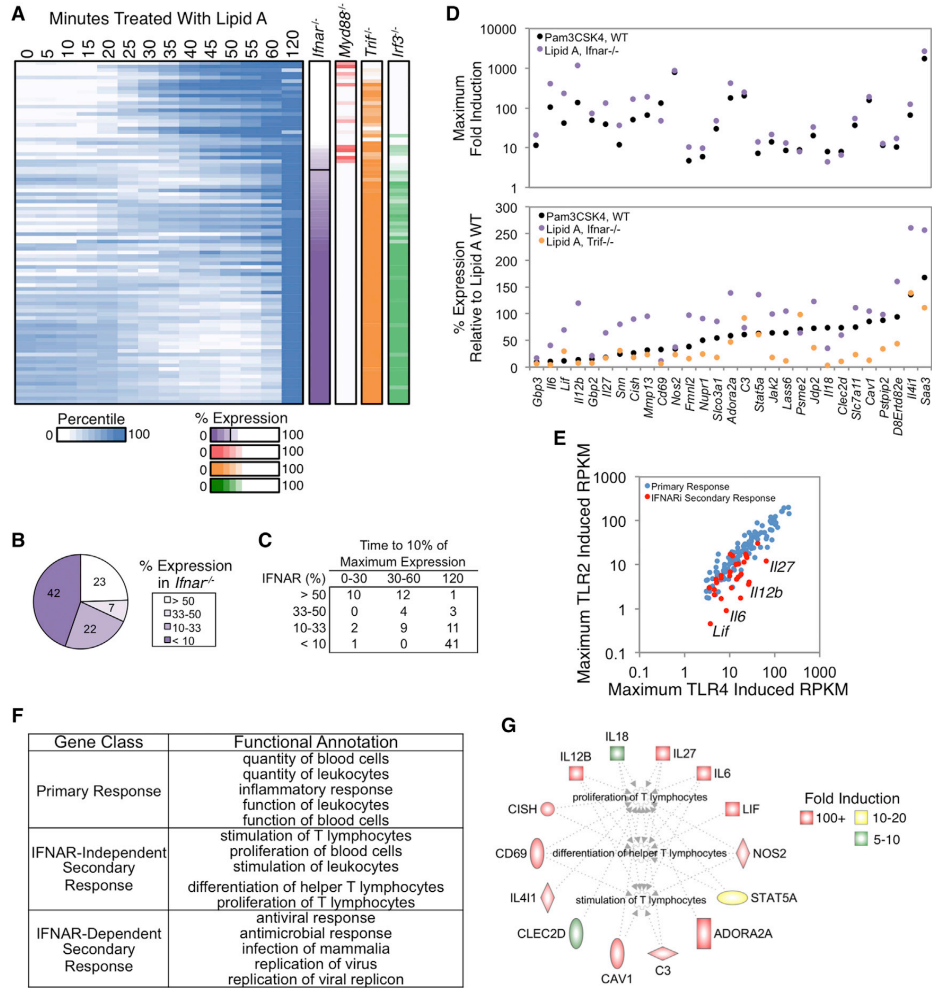 A
Minutes Treated With Lipid A
0 5 10 15 20 25 30 35 40 45 50 55 60 120
Ifnar-/-
Myd88-/-
Trif-/-
Irf3-/-
Percentile
0 100
% Expression
0 100
0 100
0 100
0 100
B
42
23
7
22
% Expression
in Ifnar-/-
> 50
33-50
10-33
< 10
C
Time to 10% of
Maximum Expression
IFNAR (%) 0-30 30-60 120
> 50 10 12 1
33-50 0 4 3
10-33 2 9 11
< 10 1 0 41
D
Maximum
Fold Induction
10000
1000
100
10
1
Pam3CSK4, WT
Lipid A, Ifnar-/-
% Expression
Relative to Lipid A WT
300
250
200
150
100
50
0
Pam3CSK4, WT
Lipid A, Ifnar-/-
Lipid A, Trif-/-
Gbp3
Il6
Lif
Il12b
Gbp2
Il27
Snn
Cish
Mmp13
Cd69
Nos2
Fmnl2
Nupr1
Slco3a1
Adora2a
C3
Stat5a
Jak2
Lass6
Psme2
Jdp2
Il18
Clec2d
Slc7a11
Cav1
Pstpip2
D8Ertd82e
Il4i1
Saa3
E
Maximum TLR2 Induced RPKM
1000
100
10
1
0.1
Primary Response
IFNARi Secondary Response
Il27
Il12b
Il6
Lif
0.1 1 10 100 1000
Maximum TLR4 Induced RPKM
F
Gene Class Functional Annotation
Primary Response
quantity of blood cells
quantity of leukocytes
inflammatory response
function of leukocytes
function of blood cells
IFNAR-Independent
Secondary
Response
stimulation of T lymphocytes
proliferation of blood cells
stimulation of leukocytes
differentiation of helper T lymphocytes
proliferation of T lymphocytes
IFNAR-Dependent
Secondary
Response
antiviral response
antimicrobial response
infection of mammalia
replication of virus
replication of viral replicon
G
IL18
IL12B
IL27
IL6
CISH
LIF
CD69
NOS2
IL4I1
STAT5A
CLEC2D
ADORA2A
CAV1
C3
proliferation of T lymphocytes
differentiation of helper T lymphocytes
stimulation of T lymphocytes
Fold Induction
100+
10-20
5-10